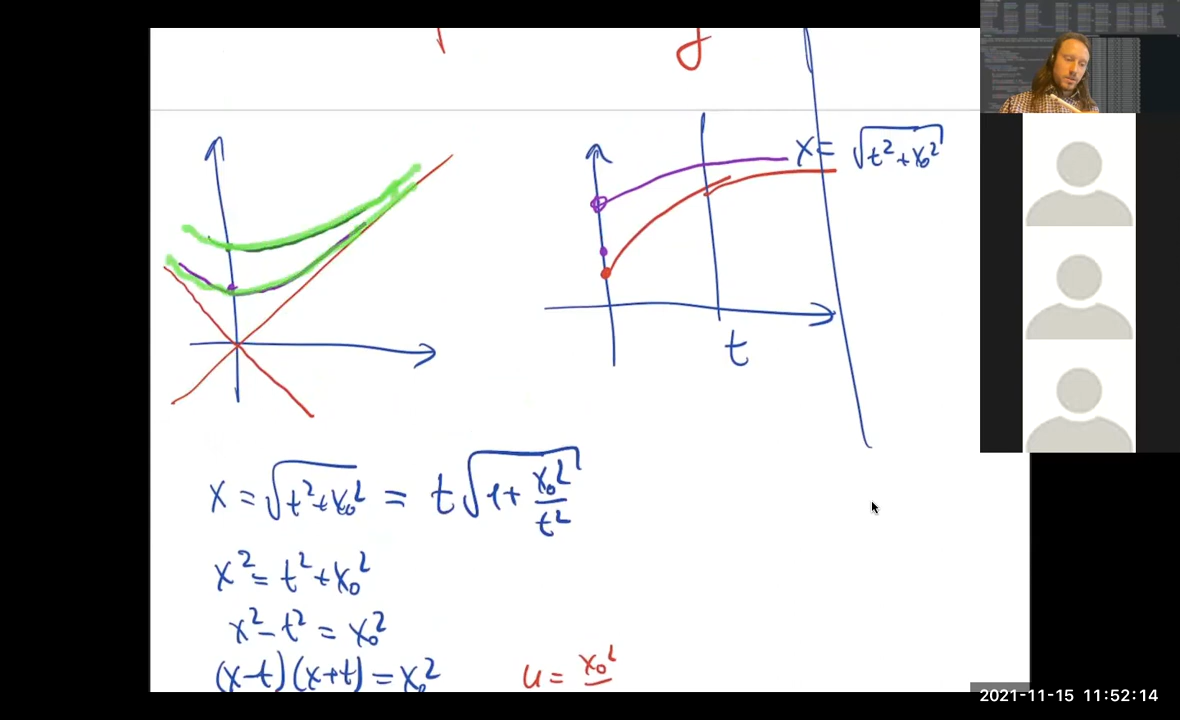 x = √(t² + x₀²)
t
x = √(t² + x₀²) = t√(1 + x₀²/t²)
x² = t² + x₀²
x² - t² = x₀²
(x-t)(x+t) = x₀²
u = x₀²
2021-11-15 11:52:14